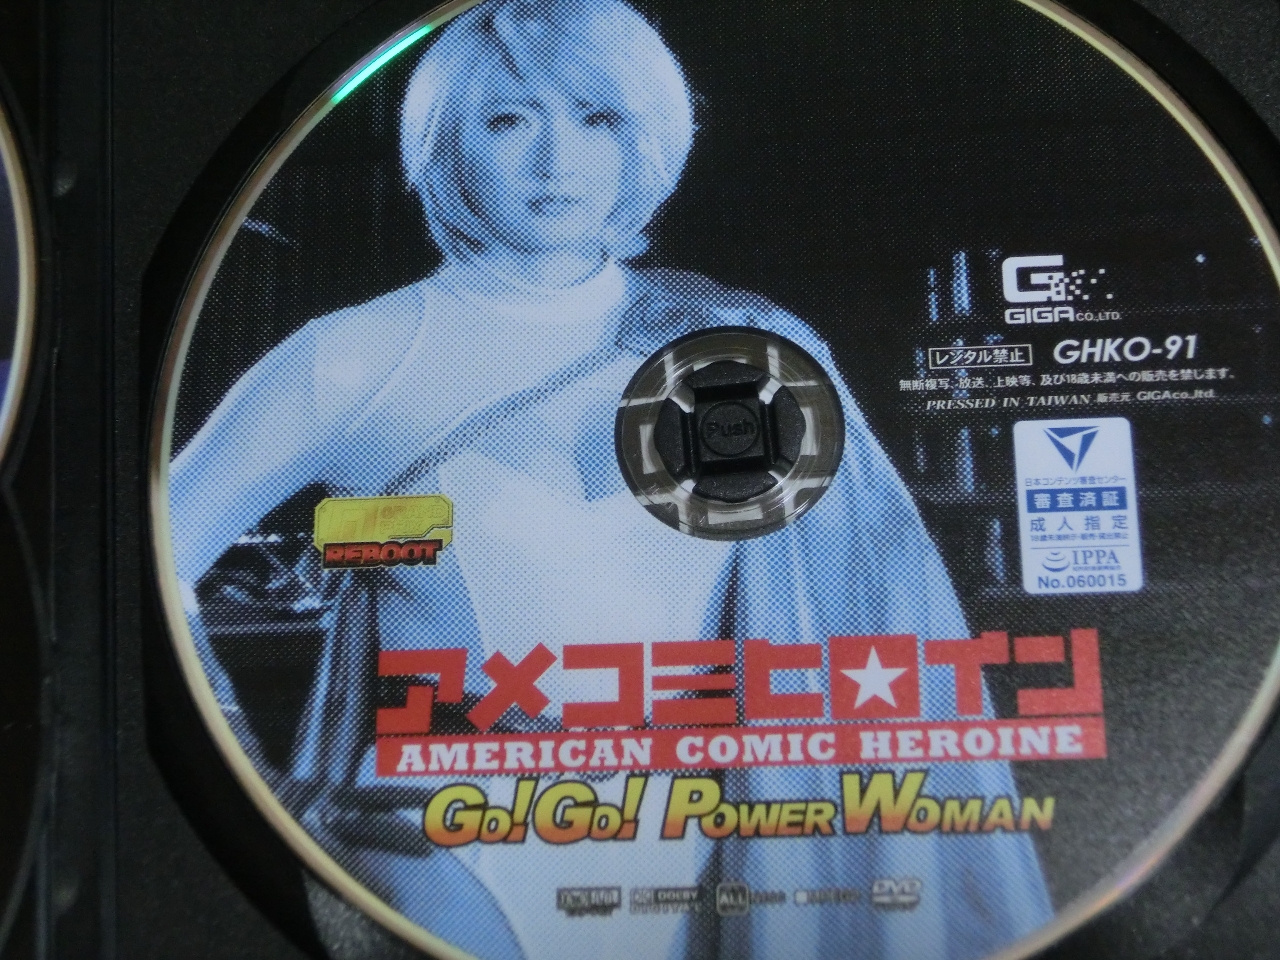 GIGA CO.,LTD.
レンタル禁止 GHKO-91
無断複写、放送、上映等、及び18歳未満への販売を禁じます。
PRESSED IN TAIWAN 販売元 GIGA co.,ltd.
Push
日本コンテンツ審査センター
審査済証
成人指定
IPPA
No.060015
REBOOT
アメコミヒロイン
AMERICAN COMIC HEROINE
GO!GO! POWER WOMAN
DOLBY
DIGITAL
ALL
DVD